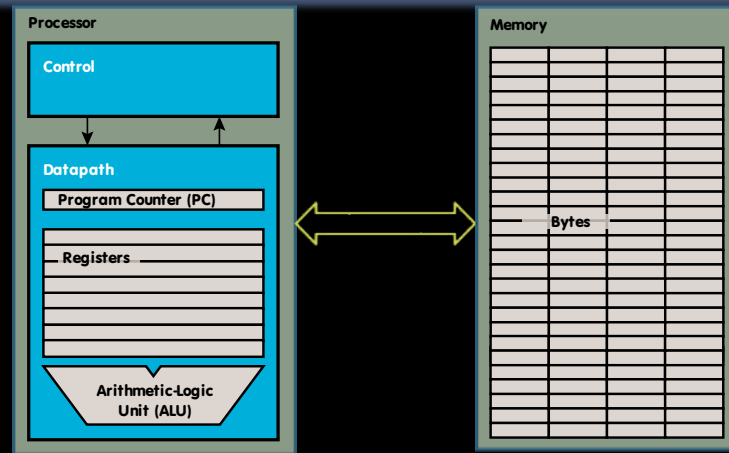 Processor
Control
Datapath
Program Counter (PC)
Registers
Arithmetic-Logic
Unit (ALU)
Memory
Bytes